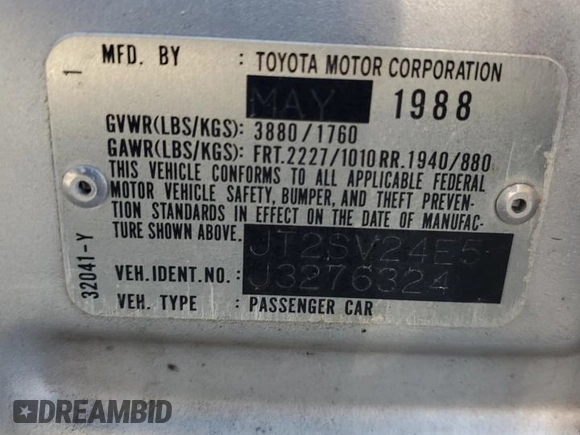 MFD. BY : TOYOTA MOTOR CORPORATION
MAY 1988
GVWR(LBS/KGS): 3880/1760
GAWR(LBS/KGS): FRT.2227/1010RR.1940/880
THIS VEHICLE CONFORMS TO ALL APPLICABLE FEDERAL
MOTOR VEHICLE SAFETY, BUMPER, AND THEFT PREVEN-
TION STANDARDS IN EFFECT ON THE DATE OF MANUFAC-
TURE SHOWN ABOVE. JT2SV24E5
VEH.IDENT.NO.: J3276324
VEH. TYPE : PASSENGER CAR
1
32041-Y
DREAMBID